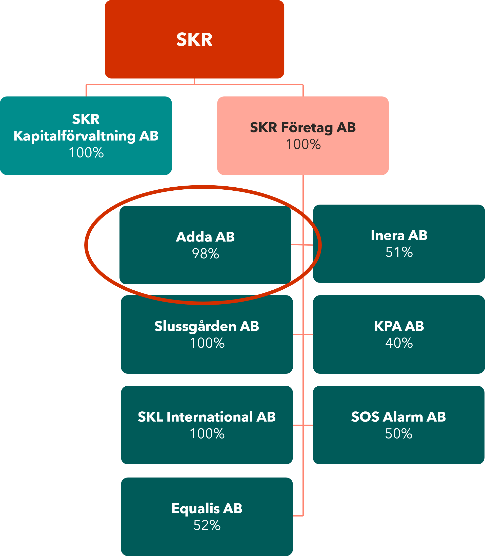 SKR
SKR
Kapitalförvaltning AB
100%
SKR Företag AB
100%
Adda AB
98%
Inera AB
51%
Slussgården AB
100%
KPA AB
40%
SKL International AB
100%
SOS Alarm AB
50%
Equalis AB
52%